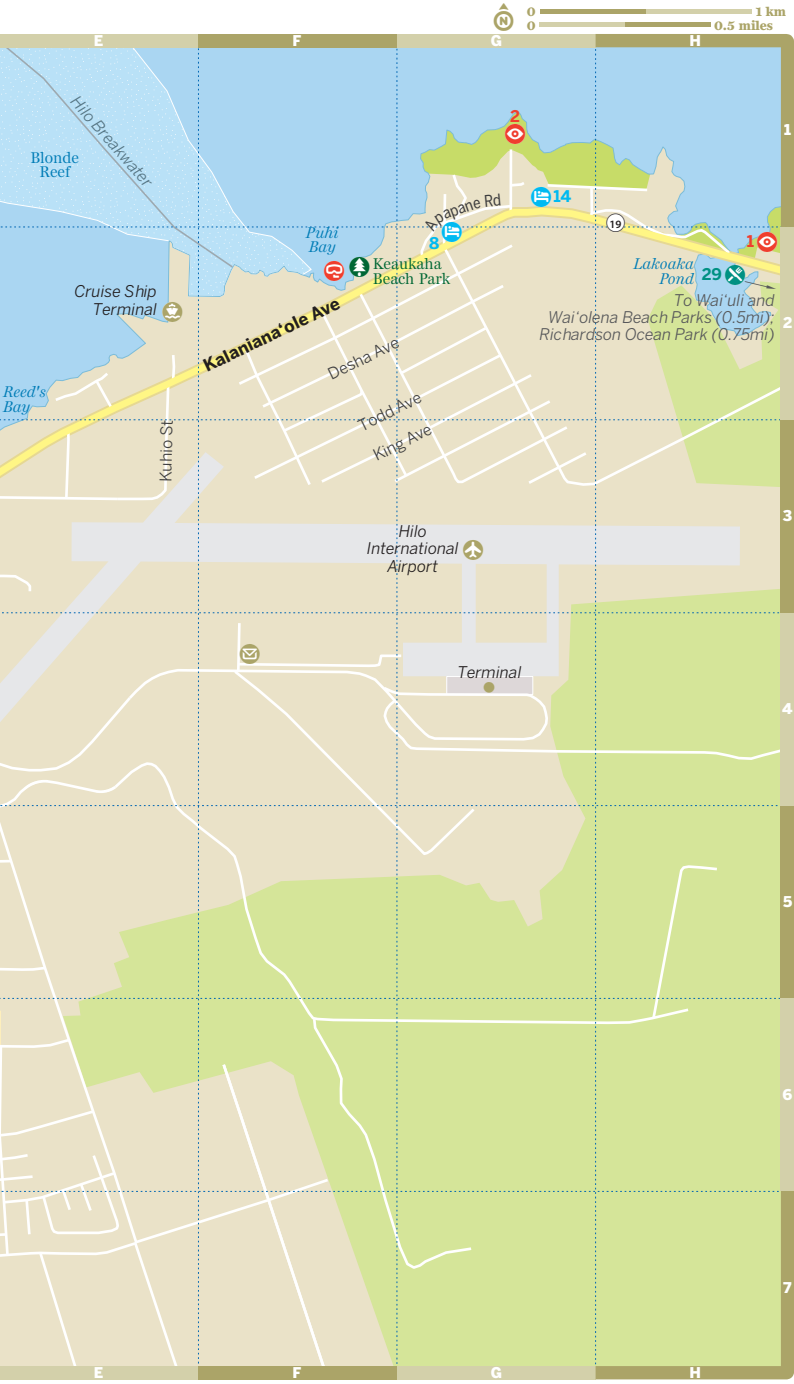 N
0 1 km
0 0.5 miles
E F G H
1
Hilo Breakwater
Blonde
Reef
2
14
Apapane Rd
19
8
1
Puhi
Bay
Keaukaha
Beach Park
Lakoaka
Pond
29
Cruise Ship
Terminal
To Wai‘uli and
Wai‘olena Beach Parks (0.5mi);
Richardson Ocean Park (0.75mi)
2
Kalaniana‘ole Ave
Desha Ave
Reed's
Bay
Todd Ave
King Ave
Kuhio St
3
Hilo
International
Airport
Terminal
4
5
6
7
E F G H